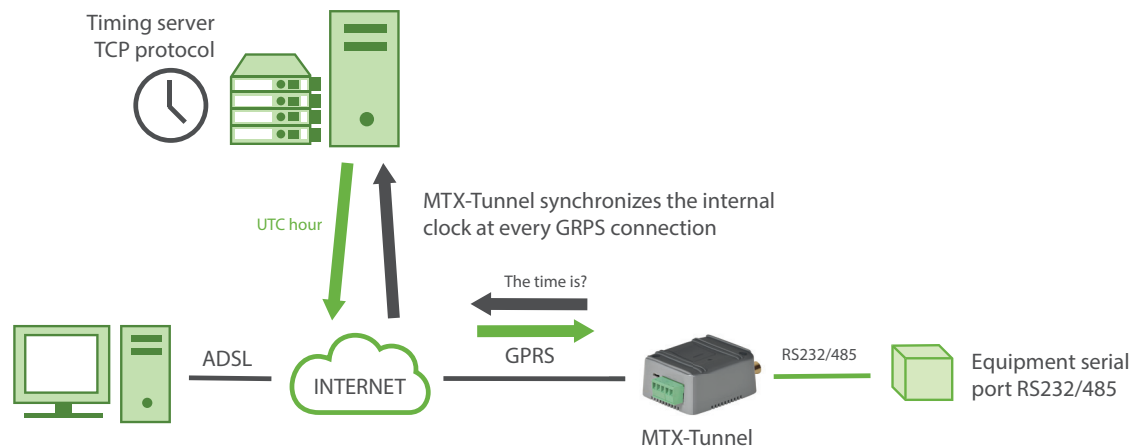 Timing server
TCP protocol
MTX-Tunnel synchronizes the internal
clock at every GRPS connection
UTC hour
The time is?
ADSL
INTERNET
GPRS
RS232/485
Equipment serial
port RS232/485
MTX-Tunnel